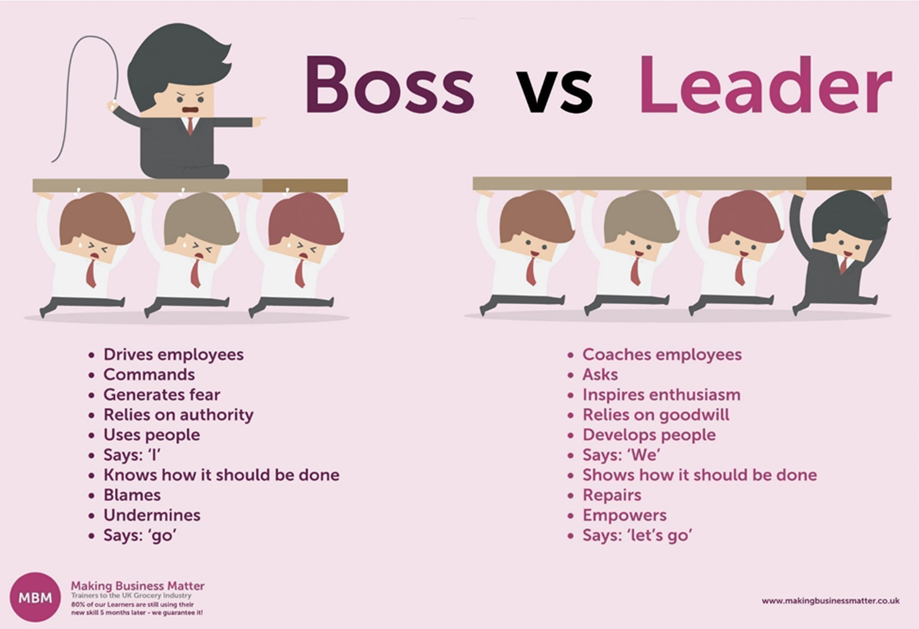 Boss vs Leader
• Drives employees
• Commands
• Generates fear
• Relies on authority
• Uses people
• Says: ‘I’
• Knows how it should be done
• Blames
• Undermines
• Says: ‘go’
• Coaches employees
• Asks
• Inspires enthusiasm
• Relies on goodwill
• Develops people
• Says: ‘We’
• Shows how it should be done
• Repairs
• Empowers
• Says: ‘let’s go’
MBM
Making Business Matter
Trainers to the UK Grocery Industry
80% of our Learners are still using their
new skill 5 months later - we guarantee it!
www.makingbusinessmatter.co.uk